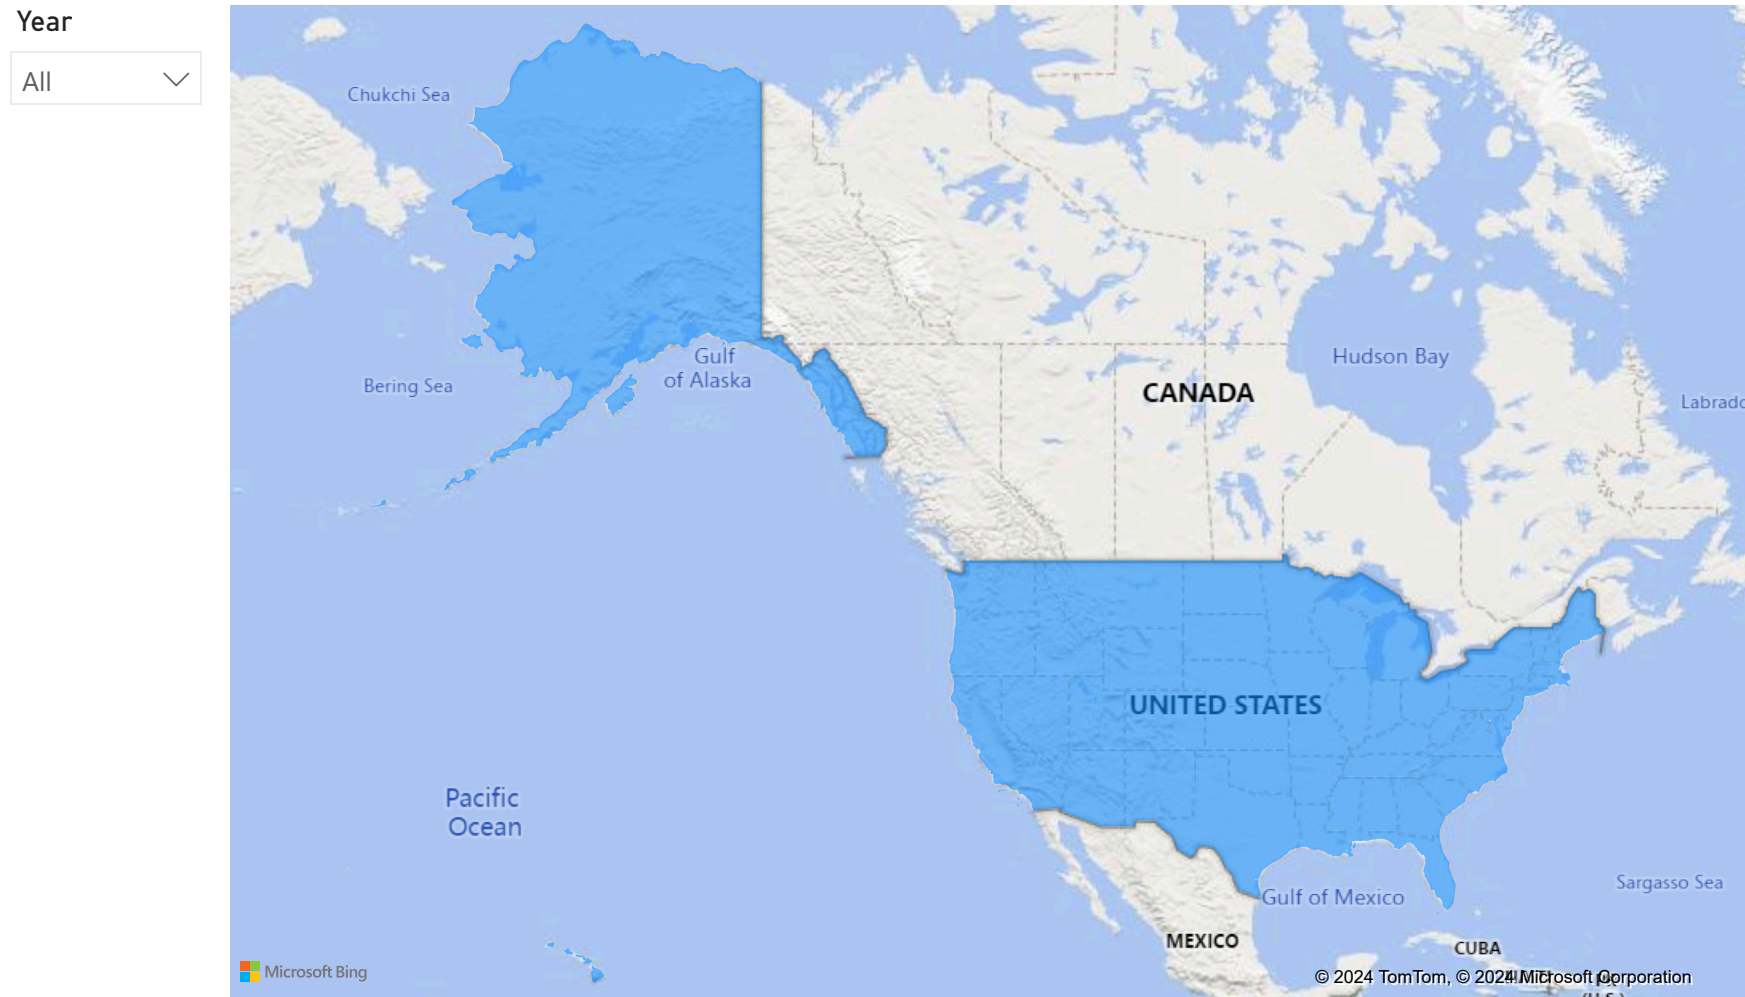 Year
All
Chukchi Sea
Gulf
of Alaska
Bering Sea
Hudson Bay
CANADA
Labrado
UNITED STATES
Pacific
Ocean
Gulf of Mexico
Sargasso Sea
MEXICO
CUBA
Microsoft Bing
© 2024 TomTom, © 2024 Microsoft Corporation